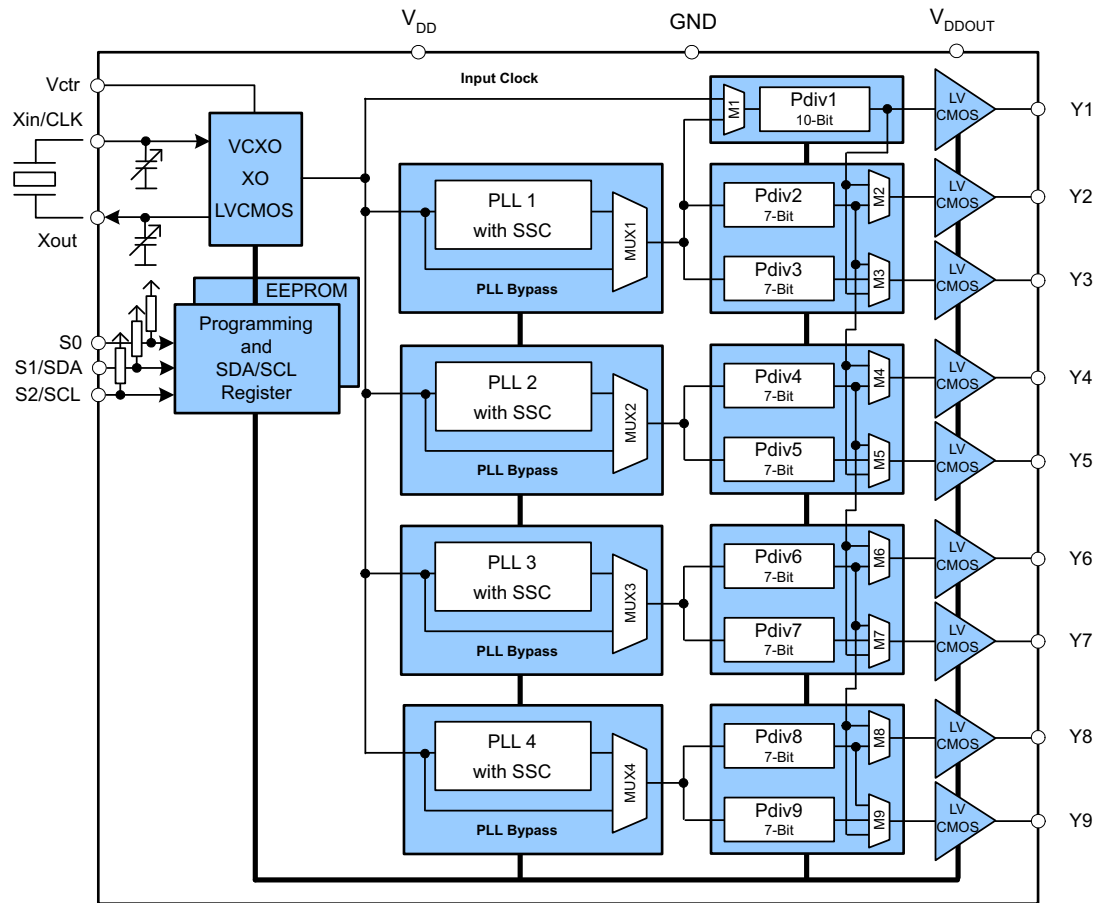 V_DD
GND
V_DDOUT
Vctr
Xin/CLK
Xout
S0
S1/SDA
S2/SCL
VCXO
XO
LVCMOS
EEPROM
Programming
and
SDA/SCL
Register
Input Clock
M1
Pdiv1
10-Bit
LV
CMOS
Y1
PLL 1
with SSC
MUX1
PLL Bypass
Pdiv2
7-Bit
M2
LV
CMOS
Y2
Pdiv3
7-Bit
M3
LV
CMOS
Y3
PLL 2
with SSC
MUX2
PLL Bypass
Pdiv4
7-Bit
M4
LV
CMOS
Y4
Pdiv5
7-Bit
M5
LV
CMOS
Y5
PLL 3
with SSC
MUX3
PLL Bypass
Pdiv6
7-Bit
M6
LV
CMOS
Y6
Pdiv7
7-Bit
M7
LV
CMOS
Y7
PLL 4
with SSC
MUX4
PLL Bypass
Pdiv8
7-Bit
M8
LV
CMOS
Y8
Pdiv9
7-Bit
M9
LV
CMOS
Y9